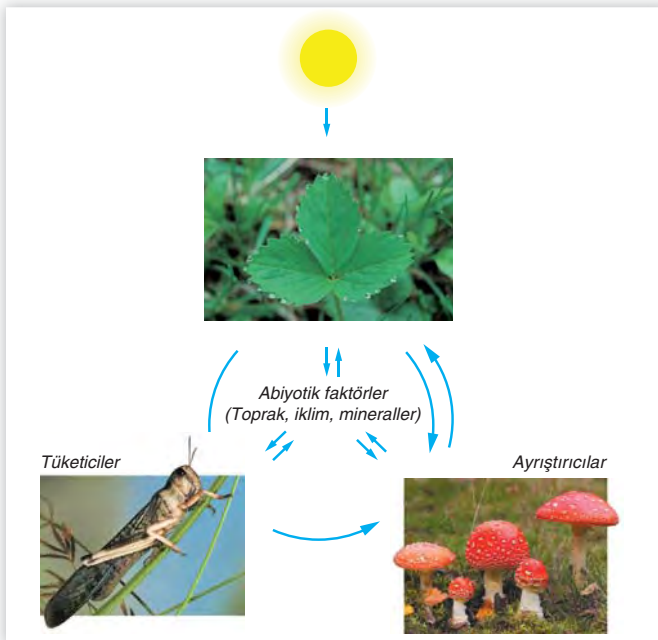 Abiyotik faktörler
(Toprak, iklim, mineraller)
Tüketiciler
Ayrıştırıcılar